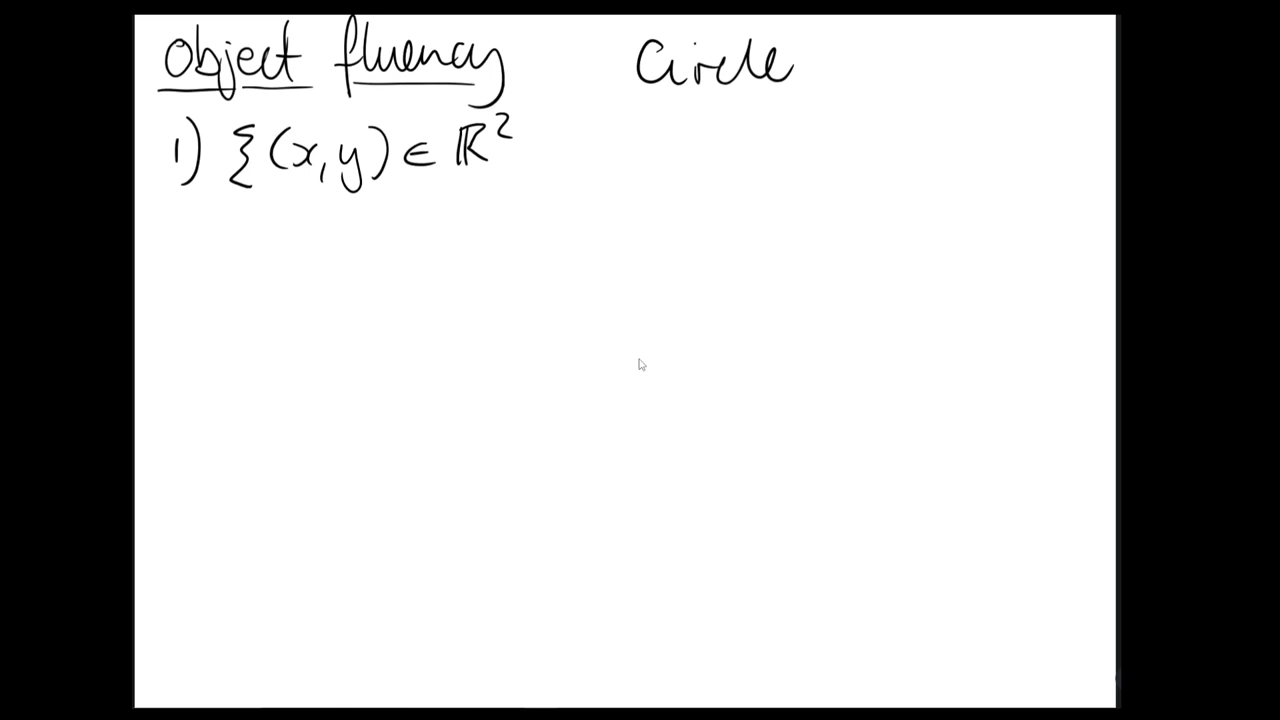 Object fluency Circle
1) {(x,y) ∈ ℝ²